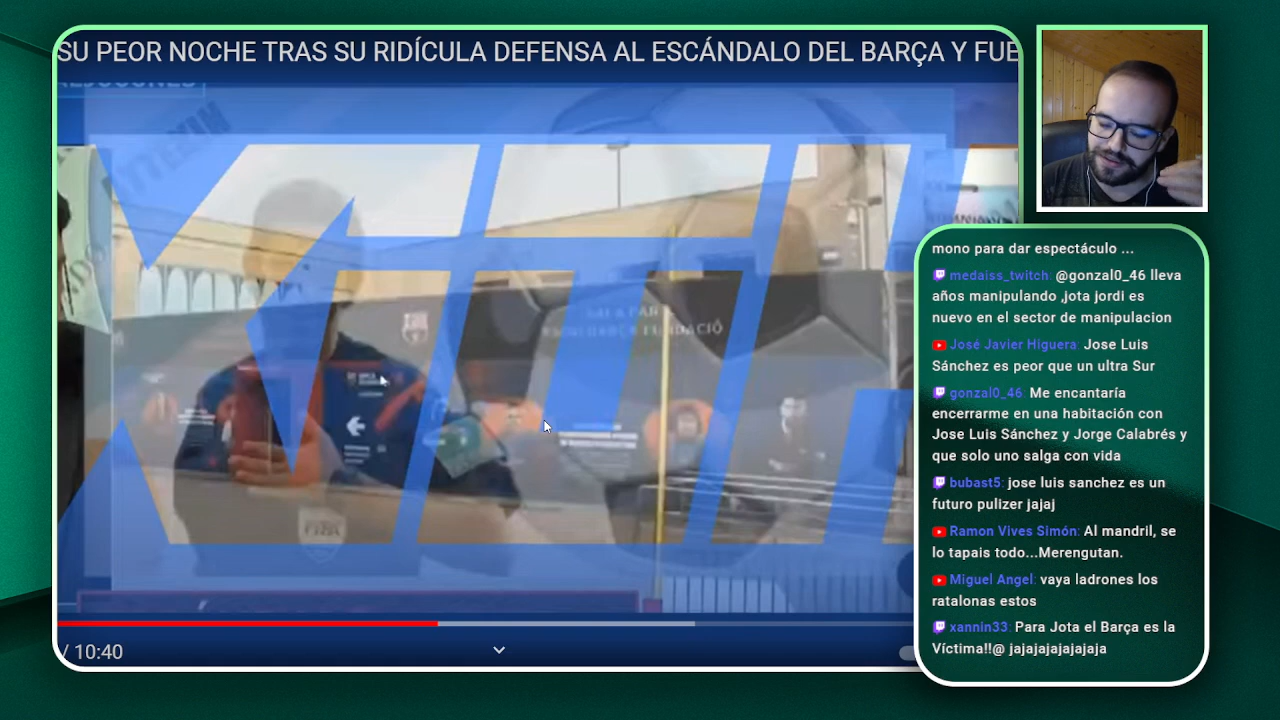 SU PEOR NOCHE TRAS SU RIDÍCULA DEFENSA AL ESCÁNDALO DEL BARÇA Y FUE
/ 10:40
mono para dar espectáculo ...
medaiss_twitch: @gonzal0_46 lleva
años manipulando ,jota jordi es
nuevo en el sector de manipulacion
José Javier Higuera: Jose Luis
Sánchez es peor que un ultra Sur
gonzal0_46: Me encantaría
encerrarme en una habitación con
Jose Luis Sánchez y Jorge Calabrés y
que solo uno salga con vida
bubast5: jose luis sanchez es un
futuro pulizer jajaj
Ramon Vives Simón: Al mandril, se
lo tapais todo...Merengutan.
Miguel Angel: vaya ladrones los
ratalonas estos
xannin33: Para Jota el Barça es la
Víctima!!@ jajajajajajajaja